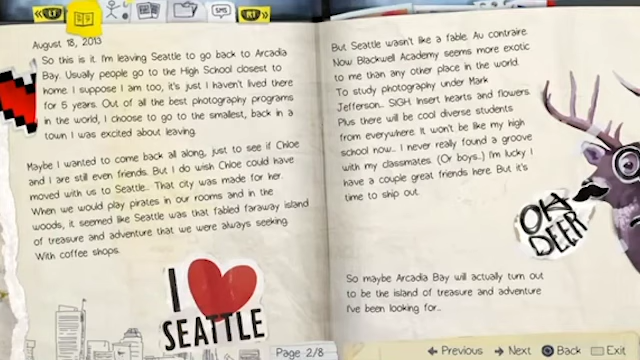 LT
SMS
RT
August 18, 2013
So this is it. I'm leaving Seattle to go back to Arcadia
Bay. Usually people go to the High School closest to
home. I suppose I am too, it's just I haven't lived there
for 5 years. Out of all the best photography programs
in the world, I choose to go to the smallest, back in a
town I was excited about leaving.
Maybe I wanted to come back all along, just to see if Chloe
and I are still even friends. But I do wish Chloe could have
moved with us to Seattle... That city was made for her.
When we would play pirates in our rooms and in the
woods, it seemed like Seattle was that fabled faraway island
of treasure and adventure that we were always seeking.
With coffee shops.
I
SEATTLE
But Seattle wasn't like a fable. Au contraire.
Now Blackwell Academy seems more exotic
to me than any other place in the world.
To study photography under Mark
Jefferson... SIGH. Insert hearts and flowers.
Plus there will be cool diverse students
from everywhere. It won't be like my high
school now... I never really found a groove
with my classmates. (Or boys...) I'm lucky I
have a couple great friends here. But it's
time to ship out.
OH
DEER
So maybe Arcadia Bay will actually turn out
to be the island of treasure and adventure
I've been looking for...
Page 2/8
Previous
Next
Back
Exit